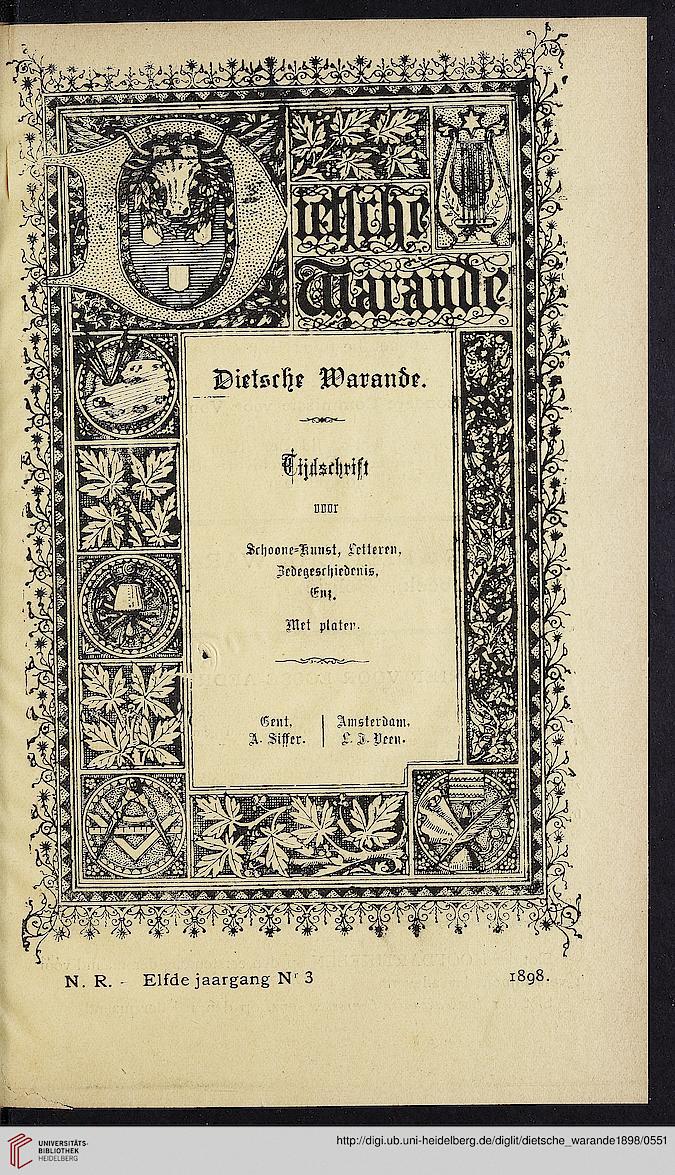 Dietsche
Warande
Dietsche Warande.
Tijdschrift
voor
Schoone=Kunst, Letteren,
Zedegeschiedenis,
Enz.
Met platen.
Gent,
A. Siffer.
Amsterdam,
L. J. Veen.
N. R. - Elfde jaargang Nr 3
1898.
UNIVERSITÄTS-
BIBLIOTHEK
HEIDELBERG
http://digi.ub.uni-heidelberg.de/diglit/dietsche_warande1898/0551